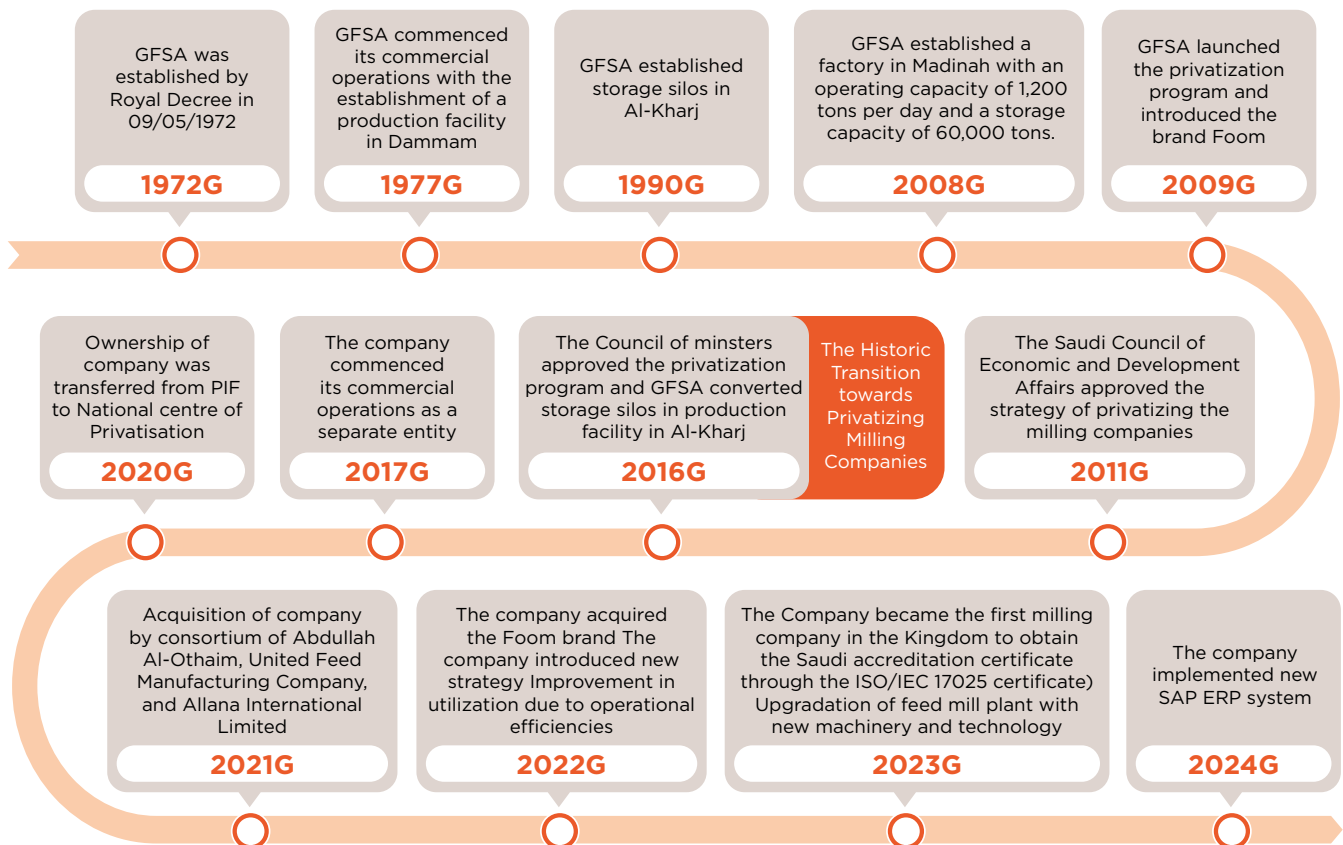 GFSA was
established by
Royal Decree in
09/05/1972
1972G
GFSA commenced
its commercial
operations with the
establishment of a
production facility
in Dammam
1977G
GFSA established
storage silos in
Al-Kharj
1990G
GFSA established a
factory in Madinah with an
operating capacity of 1,200
tons per day and a storage
capacity of 60,000 tons.
2008G
GFSA launched
the privatization
program and
introduced the
brand Foom
2009G
The Saudi Council of
Economic and Development
Affairs approved the
strategy of privatizing the
milling companies
2011G
The Historic
Transition
towards
Privatizing
Milling
Companies
The Council of minsters
approved the privatization
program and GFSA converted
storage silos in production
facility in Al-Kharj
2016G
The company
commenced
its commercial
operations as a
separate entity
2017G
Ownership of
company was
transferred from PIF
to National centre of
Privatisation
2020G
Acquisition of company
by consortium of Abdullah
Al-Othaim, United Feed
Manufacturing Company,
and Allana International
Limited
2021G
The company acquired
the Foom brand The
company introduced new
strategy Improvement in
utilization due to operational
efficiencies
2022G
The Company became the first milling
company in the Kingdom to obtain
the Saudi accreditation certificate
through the ISO/IEC 17025 certificate)
Upgradation of feed mill plant with
new machinery and technology
2023G
The company
implemented new
SAP ERP system
2024G